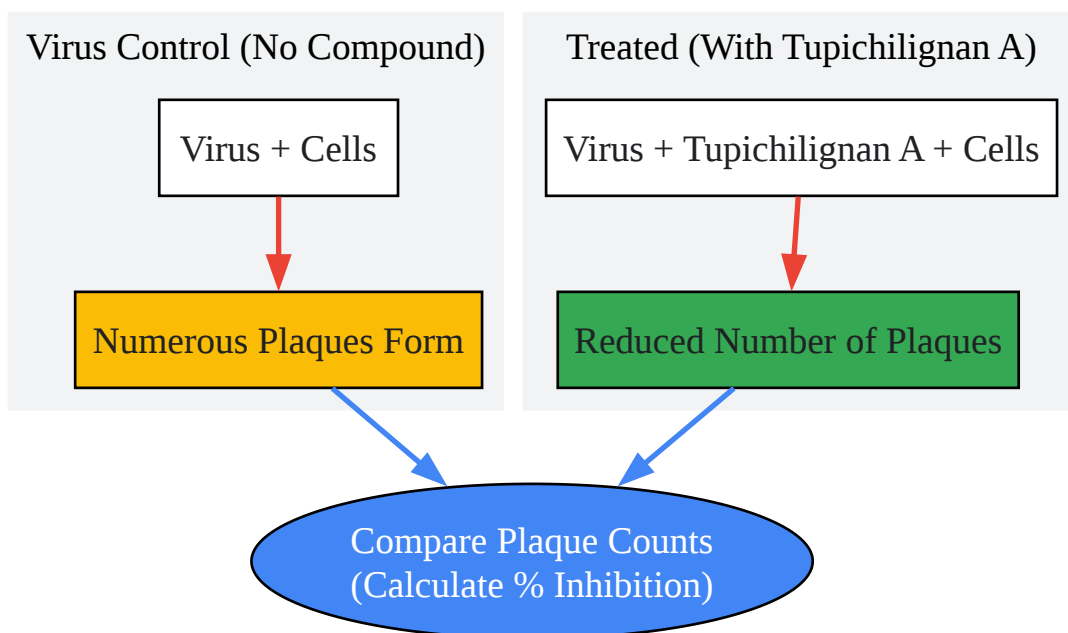 Virus Control (No Compound)
Virus + Cells
Numerous Plaques Form
Treated (With Tupichilignan A)
Virus + Tupichilignan A + Cells
Reduced Number of Plaques
Compare Plaque Counts
(Calculate % Inhibition)